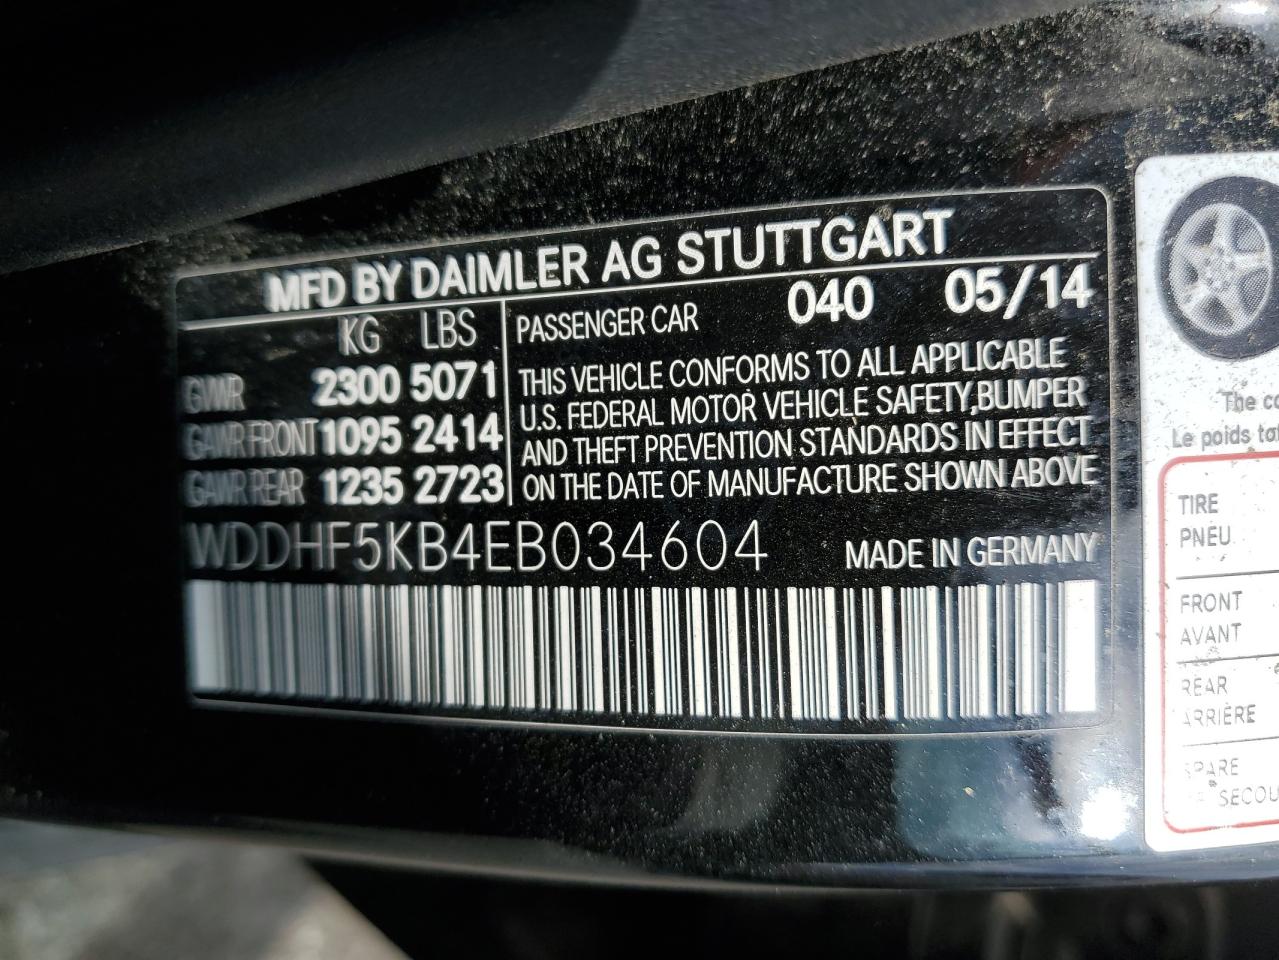 MFD BY DAIMLER AG STUTTGART
KG LBS
GVWR 2300 5071
GAWR FRONT 1095 2414
GAWR REAR 1235 2723
PASSENGER CAR 040 05/14
THIS VEHICLE CONFORMS TO ALL APPLICABLE
U.S. FEDERAL MOTOR VEHICLE SAFETY,BUMPER
AND THEFT PREVENTION STANDARDS IN EFFECT
ON THE DATE OF MANUFACTURE SHOWN ABOVE
WDDHF5KB4EB034604 MADE IN GERMANY
The
Le poids
TIRE
PNEU
FRONT
AVANT
REAR
ARRIÈRE
SPARE